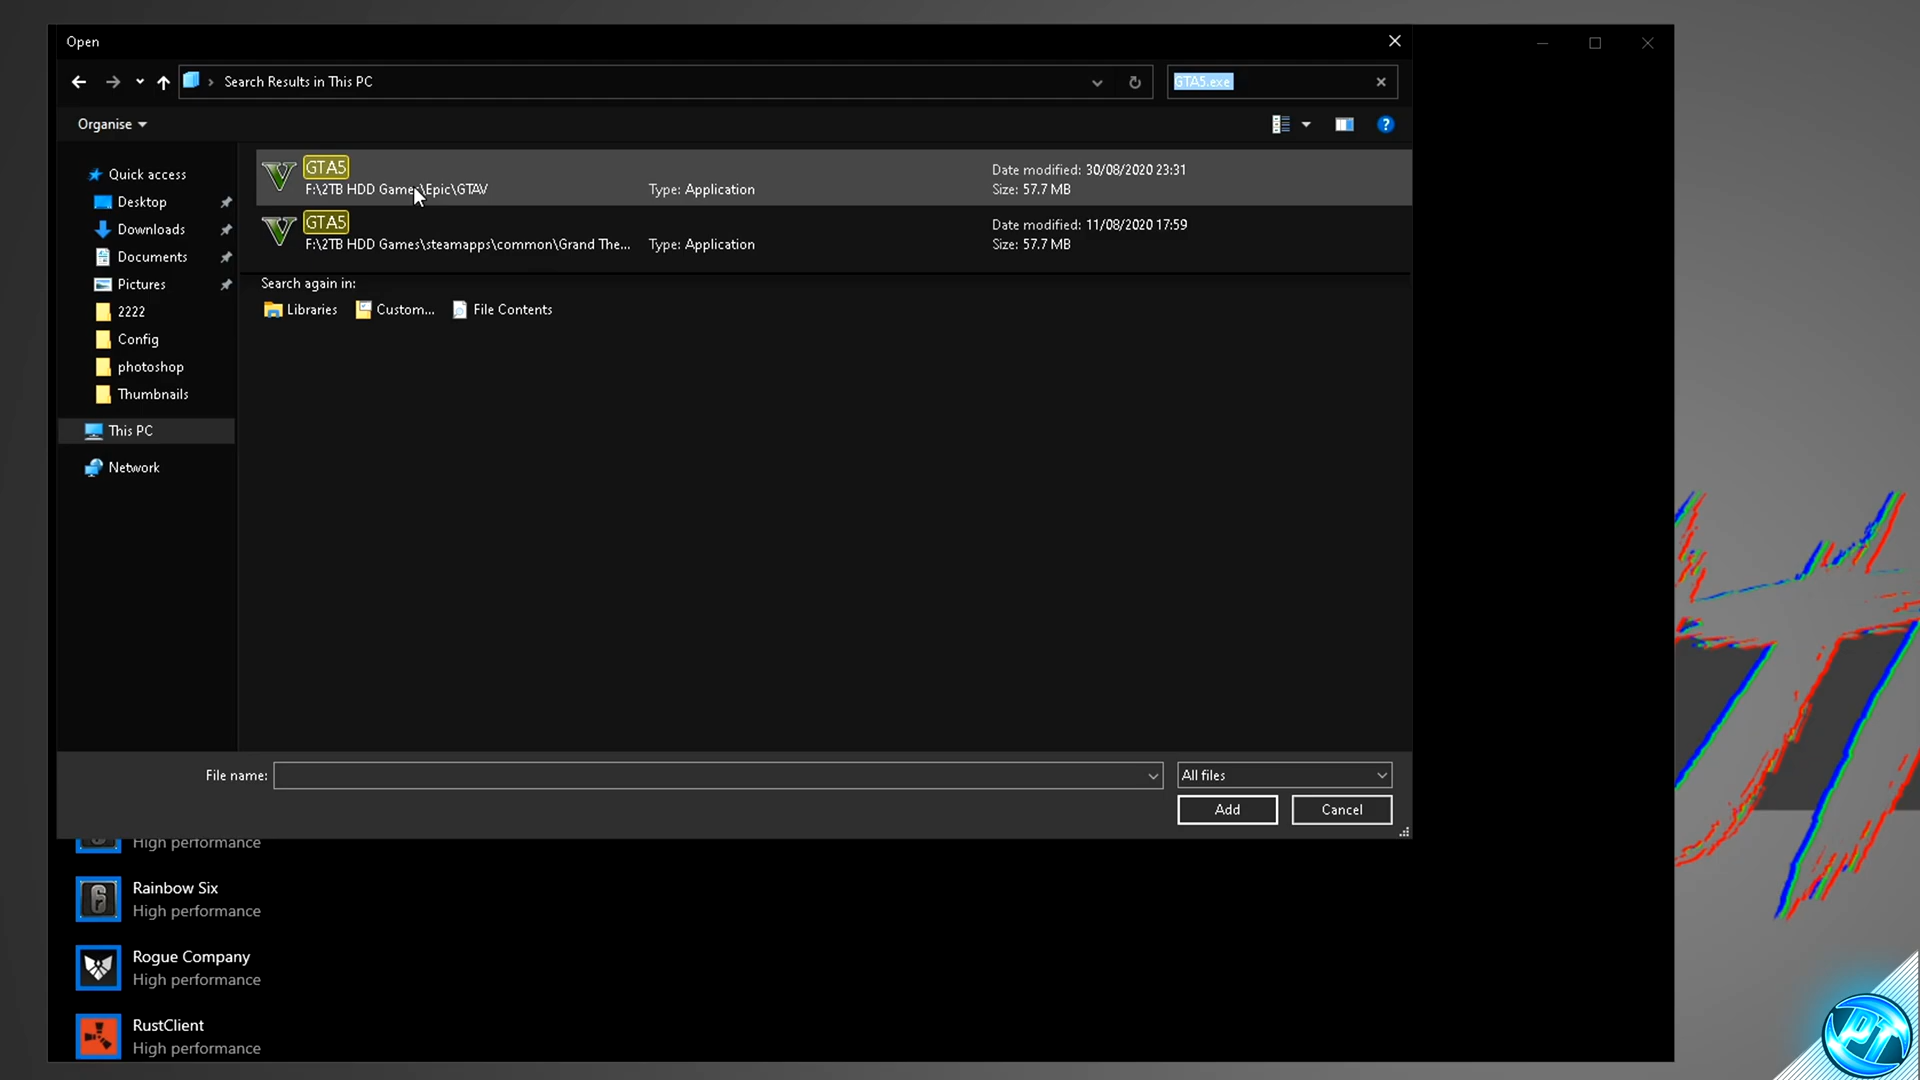 Open
Search Results in This PC
GTA5.exe
Organise
Quick access
Desktop
Downloads
Documents
Pictures
2222
Config
photoshop
Thumbnails
This PC
Network
GTA5
F:\2TB HDD Games\Epic\GTAV
Type: Application
Date modified: 30/08/2020 23:31
Size: 57.7 MB
GTA5
F:\2TB HDD Games\steamapps\common\Grand The...
Type: Application
Date modified: 11/08/2020 17:59
Size: 57.7 MB
Search again in:
Libraries
Custom...
File Contents
File name:
All files
Add
Cancel
High performance
Rainbow Six
High performance
Rogue Company
High performance
RustClient
High performance